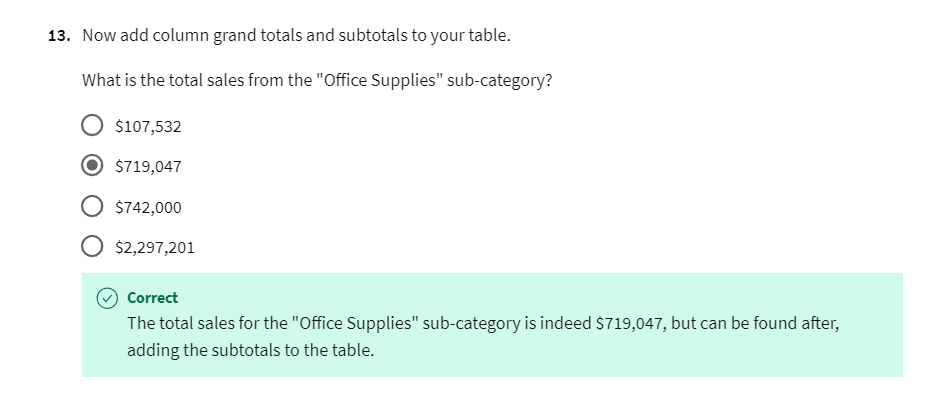 13. Now add column grand totals and subtotals to your table.
What is the total sales from the "Office Supplies" sub-category?
$107,532
$719,047
$742,000
$2,297,201
Correct
The total sales for the "Office Supplies" sub-category is indeed $719,047, but can be found after,
adding the subtotals to the table.